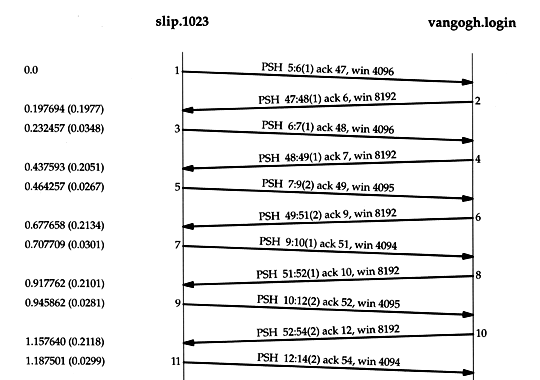 slip.1023 vangogh.login
0.0 1 PSH 5:6(1) ack 47, win 4096
0.197694 (0.1977) PSH 47:48(1) ack 6, win 8192 2
0.232457 (0.0348) 3 PSH 6:7(1) ack 48, win 4096
0.437593 (0.2051) PSH 48:49(1) ack 7, win 8192 4
0.464257 (0.0267) 5 PSH 7:9(2) ack 49, win 4095
0.677658 (0.2134) PSH 49:51(2) ack 9, win 8192 6
0.707709 (0.0301) 7 PSH 9:10(1) ack 51, win 4094
0.917762 (0.2101) PSH 51:52(1) ack 10, win 8192 8
0.945862 (0.0281) 9 PSH 10:12(2) ack 52, win 4095
1.157640 (0.2118) PSH 52:54(2) ack 12, win 8192 10
1.187501 (0.0299) 11 PSH 12:14(2) ack 54, win 4094